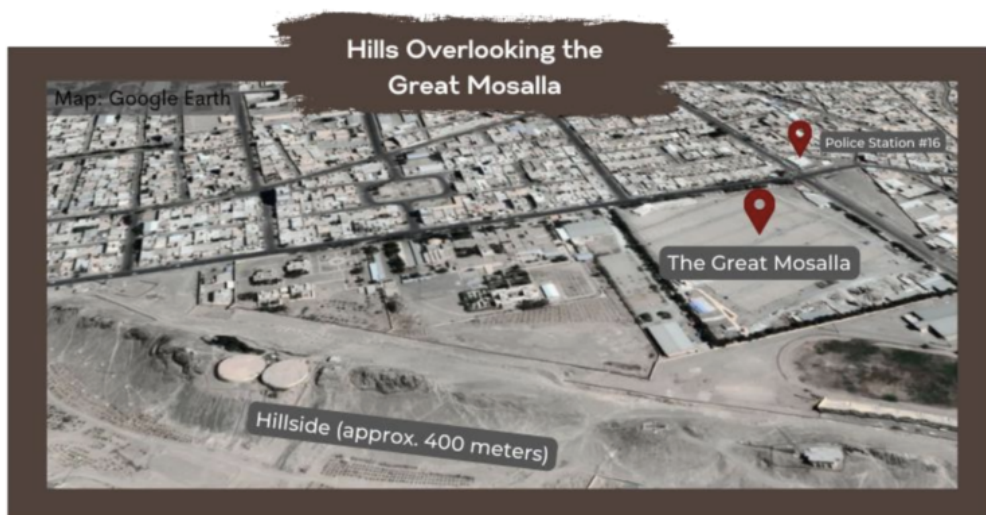 Hills Overlooking the
Great Mosalla
Map: Google Earth
Police Station #16
The Great Mosalla
Hillside (approx. 400 meters)